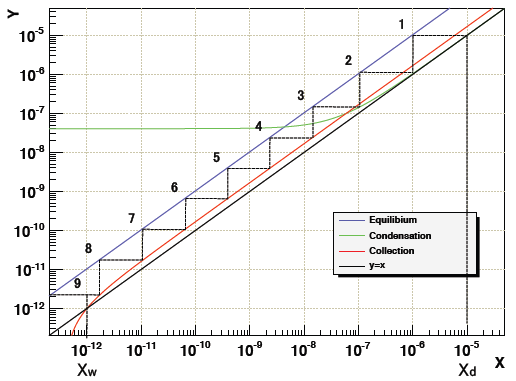 Y
10-5
10-6
10-7
10-8
10-9
10-10
10-11
10-12
1
2
3
4
5
6
7
8
9
Equilibium
Condensation
Collection
y=x
10-12 10-11 10-10 10-9 10-8 10-7 10-6 10-5 X
Xw Xd